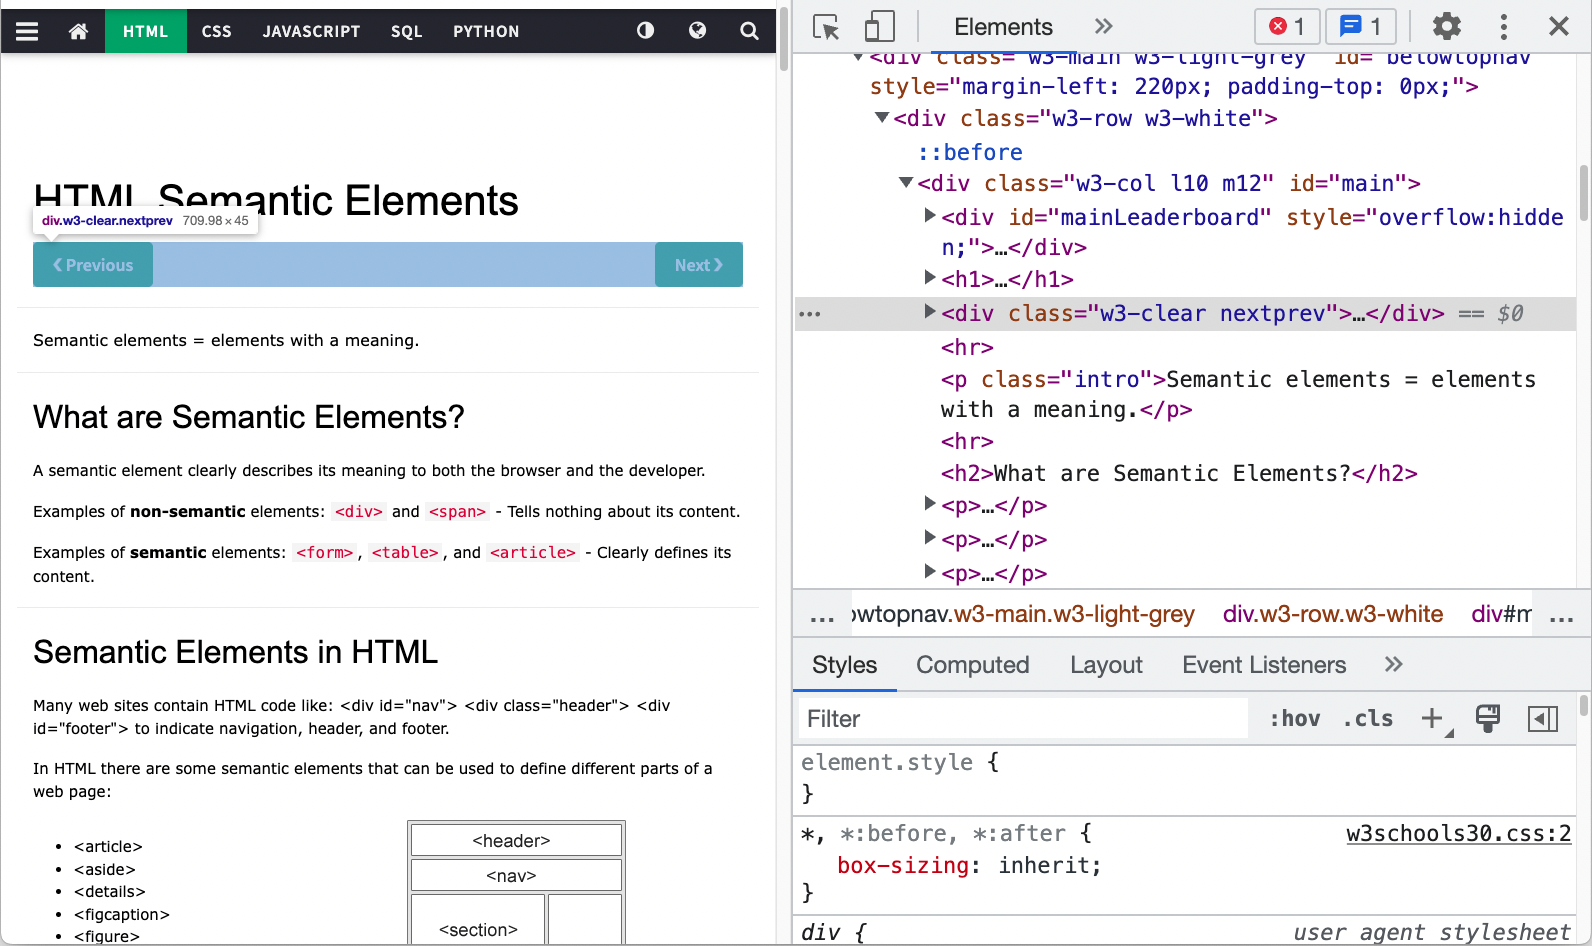 HTML CSS JAVASCRIPT SQL PYTHON
HTML Semantic Elements
div.w3-clear.nextprev 709.98 × 45
❮ Previous
Next ❯
Semantic elements = elements with a meaning.
What are Semantic Elements?
A semantic element clearly describes its meaning to both the browser and the developer.
Examples of non-semantic elements: <div> and <span> - Tells nothing about its content.
Examples of semantic elements: <form>, <table>, and <article> - Clearly defines its
content.
Semantic Elements in HTML
Many web sites contain HTML code like: <div id="nav"> <div class="header"> <div
id="footer"> to indicate navigation, header, and footer.
In HTML there are some semantic elements that can be used to define different parts of a
web page:
• <article>
• <aside>
• <details>
• <figcaption>
• <figure>
<header>
<nav>
<section>
Elements » 1 1
<div class="w3-main w3-light-grey" id="belowtopnav"
style="margin-left: 220px; padding-top: 0px;">
<div class="w3-row w3-white">
::before
<div class="w3-col l10 m12" id="main">
<div id="mainLeaderboard" style="overflow:hidde
n;">…</div>
<h1>…</h1>
<div class="w3-clear nextprev">…</div> == $0
<hr>
<p class="intro">Semantic elements = elements
with a meaning.</p>
<hr>
<h2>What are Semantic Elements?</h2>
<p>…</p>
<p>…</p>
<p>…</p>
... owtopnav.w3-main.w3-light-grey div.w3-row.w3-white div#m ...
Styles Computed Layout Event Listeners »
Filter :hov .cls +
element.style {
}
*, *:before, *:after { w3schools30.css:2
box-sizing: inherit;
}
div { user agent stylesheet